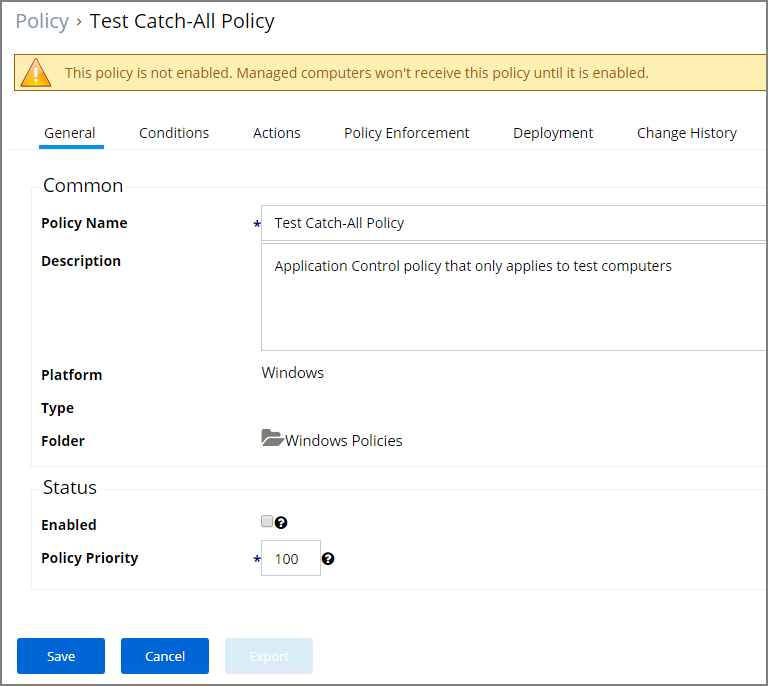 Policy › Test Catch-All Policy
This policy is not enabled. Managed computers won't receive this policy until it is enabled.
General Conditions Actions Policy Enforcement Deployment Change History
Common
Policy Name * Test Catch-All Policy
Description Application Control policy that only applies to test computers
Platform Windows
Type
Folder Windows Policies
Status
Enabled ?
Policy Priority * 100 ?
Save Cancel Export